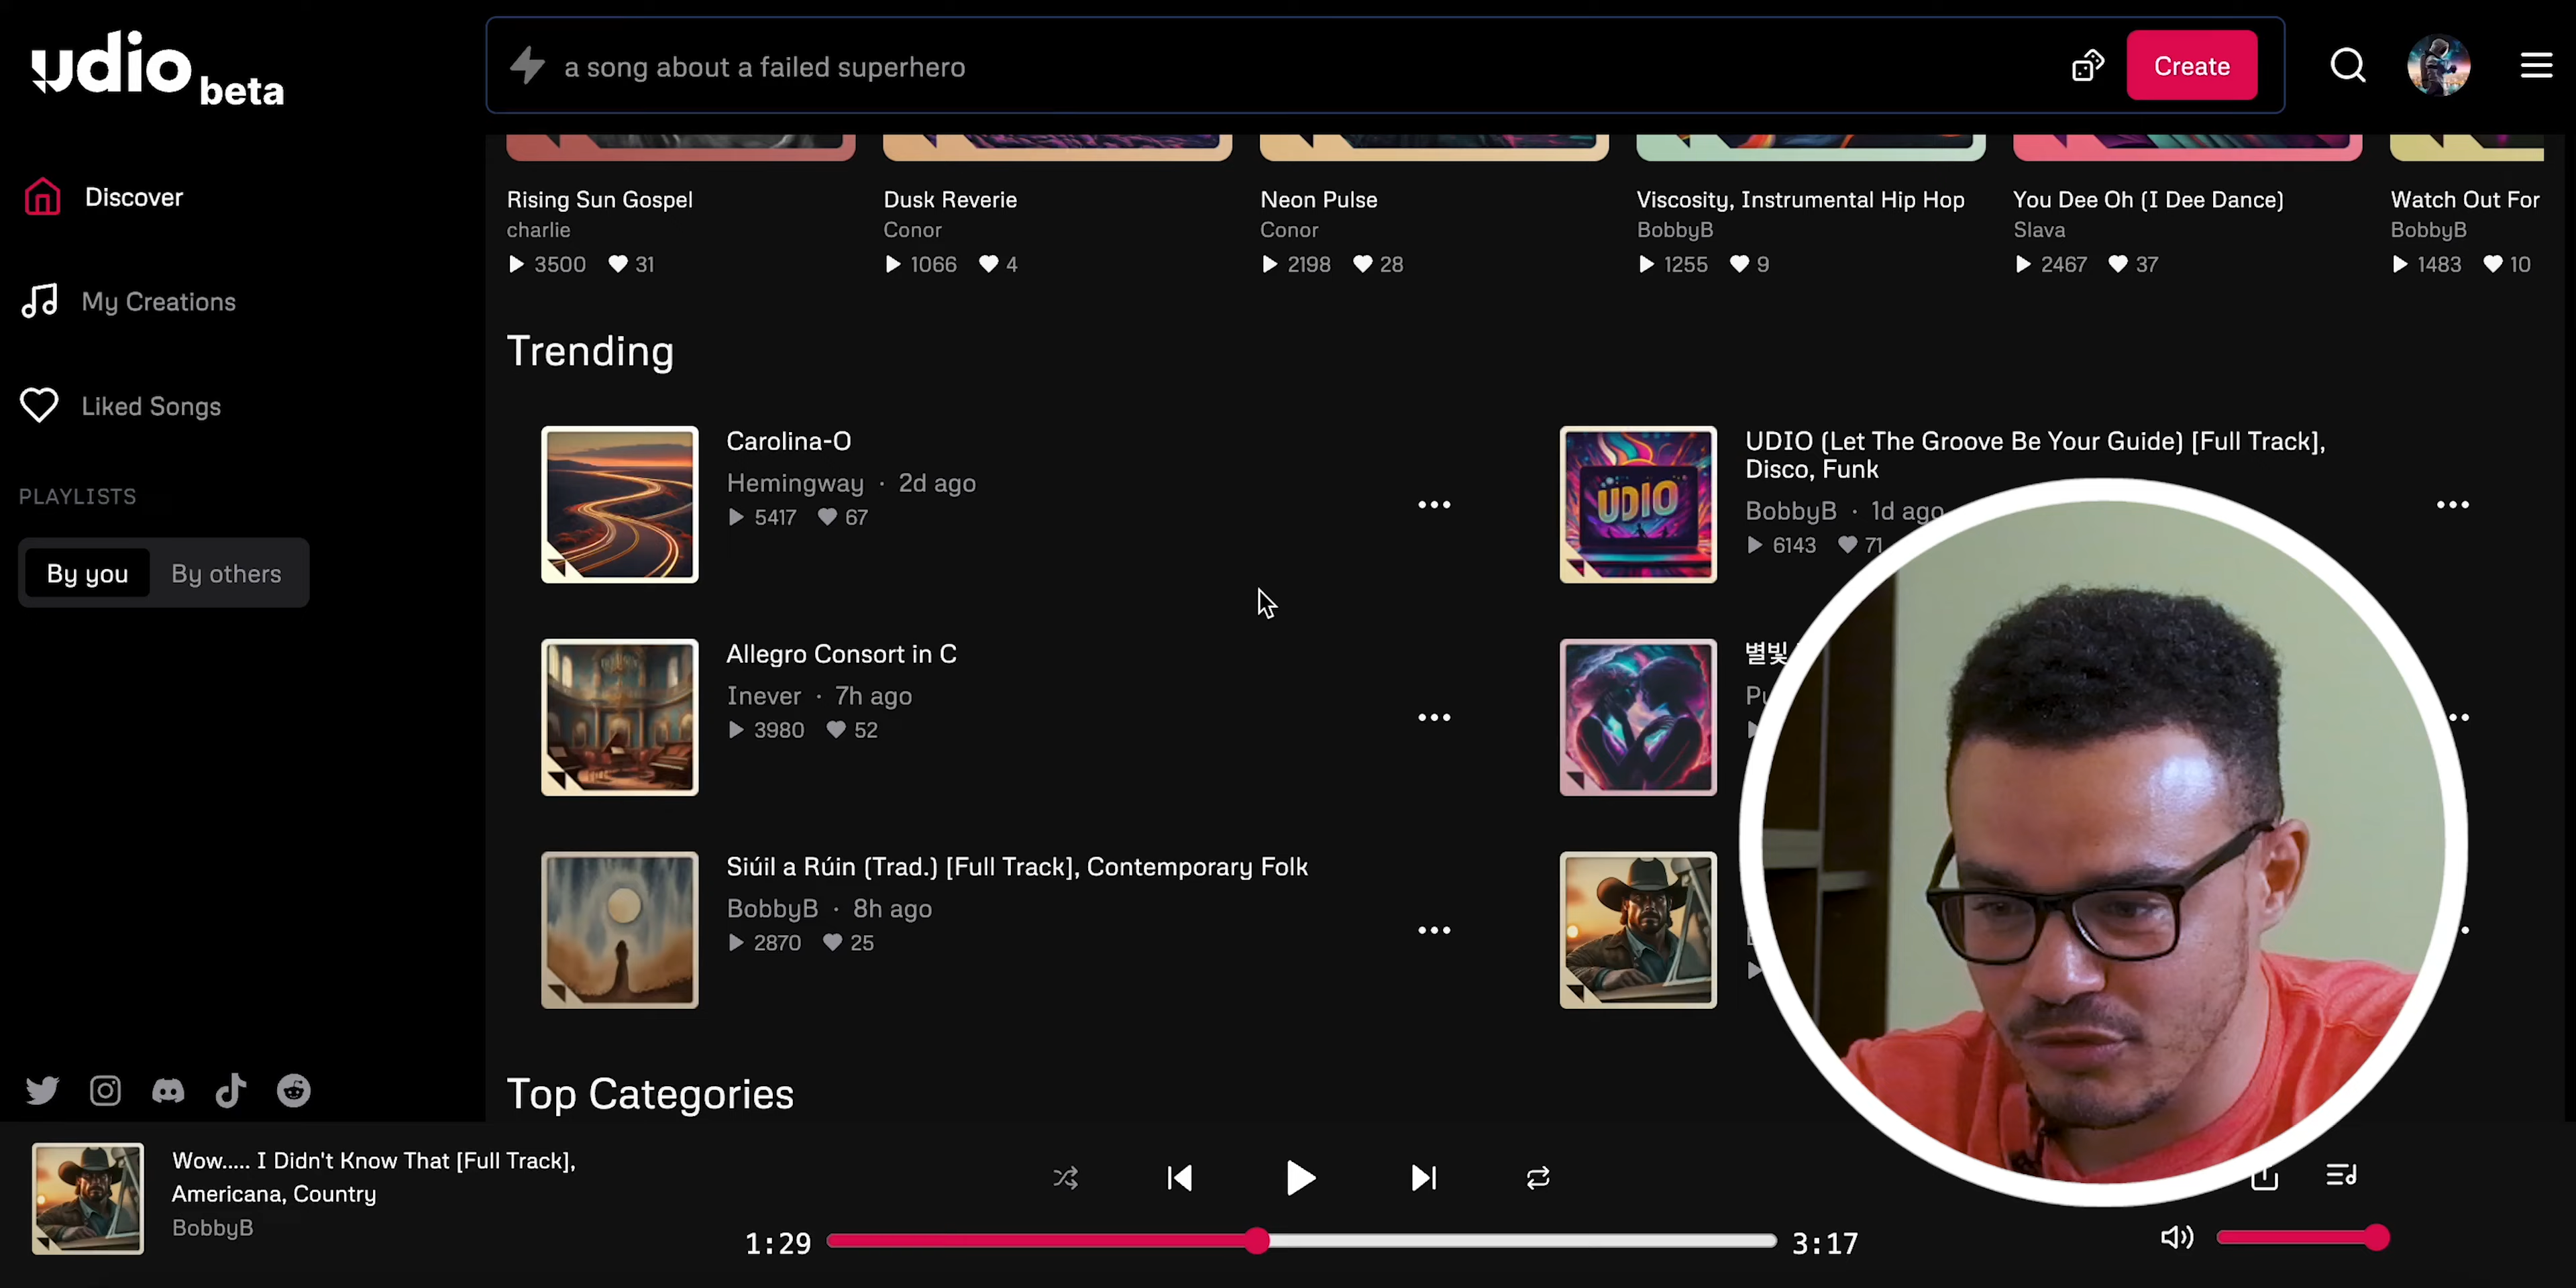 udio beta
a song about a failed superhero
Create
Discover
My Creations
Liked Songs
PLAYLISTS
By you By others
Rising Sun Gospel
charlie
3500 31
Dusk Reverie
Conor
1066 4
Neon Pulse
Conor
2198 28
Viscosity, Instrumental Hip Hop
BobbyB
1255 9
You Dee Oh (I Dee Dance)
Slava
2467 37
Watch Out For
BobbyB
1483 10
Trending
Carolina-O
Hemingway · 2d ago
5417 67
UDIO
UDIO (Let The Groove Be Your Guide) [Full Track],
Disco, Funk
BobbyB · 1d ago
6143 71
Allegro Consort in C
Inever · 7h ago
3980 52
별빛
Siúil a Rúin (Trad.) [Full Track], Contemporary Folk
BobbyB · 8h ago
2870 25
Top Categories
Wow..... I Didn't Know That [Full Track],
Americana, Country
BobbyB
1:29 3:17